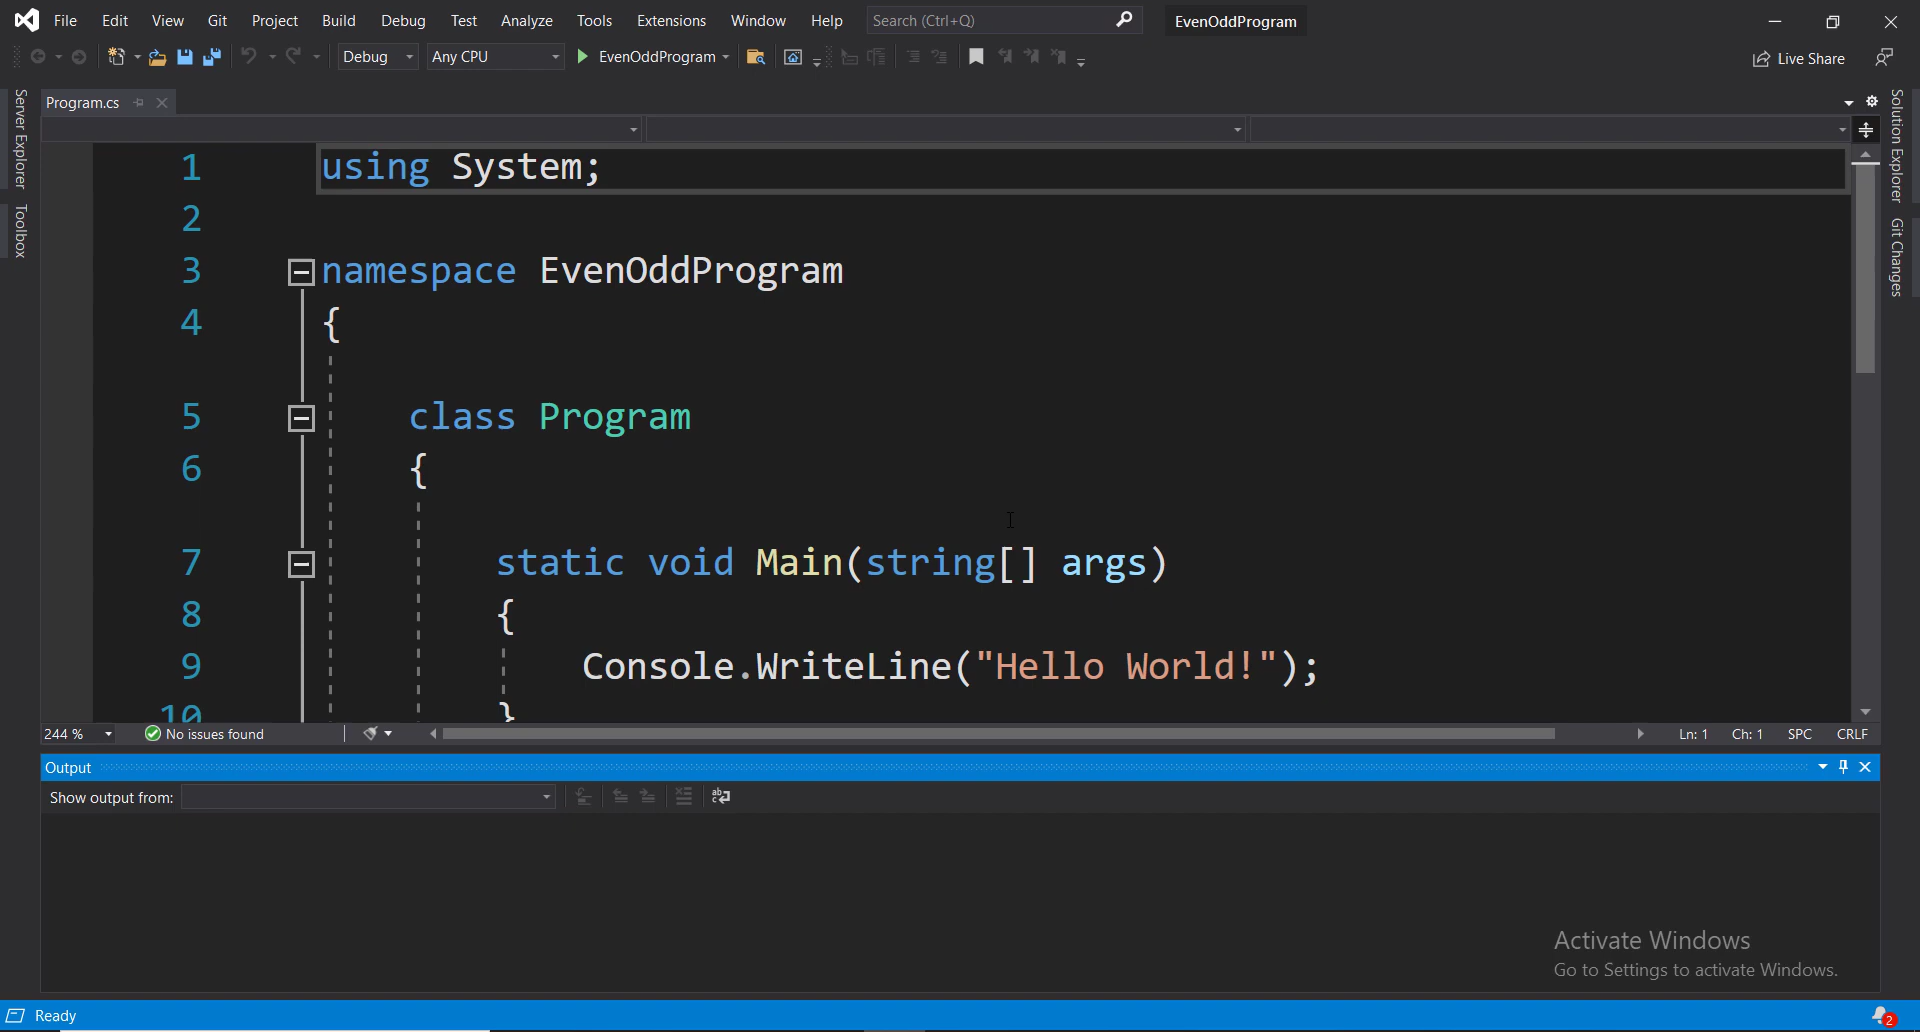 File Edit View Git Project Build Debug Test Analyze Tools Extensions Window Help Search (Ctrl+Q) EvenOddProgram
Debug Any CPU EvenOddProgram Live Share
Server Explorer
Toolbox
Program.cs
Solution Explorer
Git Changes
1 using System;
2
3 namespace EvenOddProgram
4 {
5 class Program
6 {
7 static void Main(string[] args)
8 {
9 Console.WriteLine("Hello World!");
10 }
244 % No issues found Ln: 1 Ch: 1 SPC CRLF
Output
Show output from:
Activate Windows
Go to Settings to activate Windows.
Ready 2